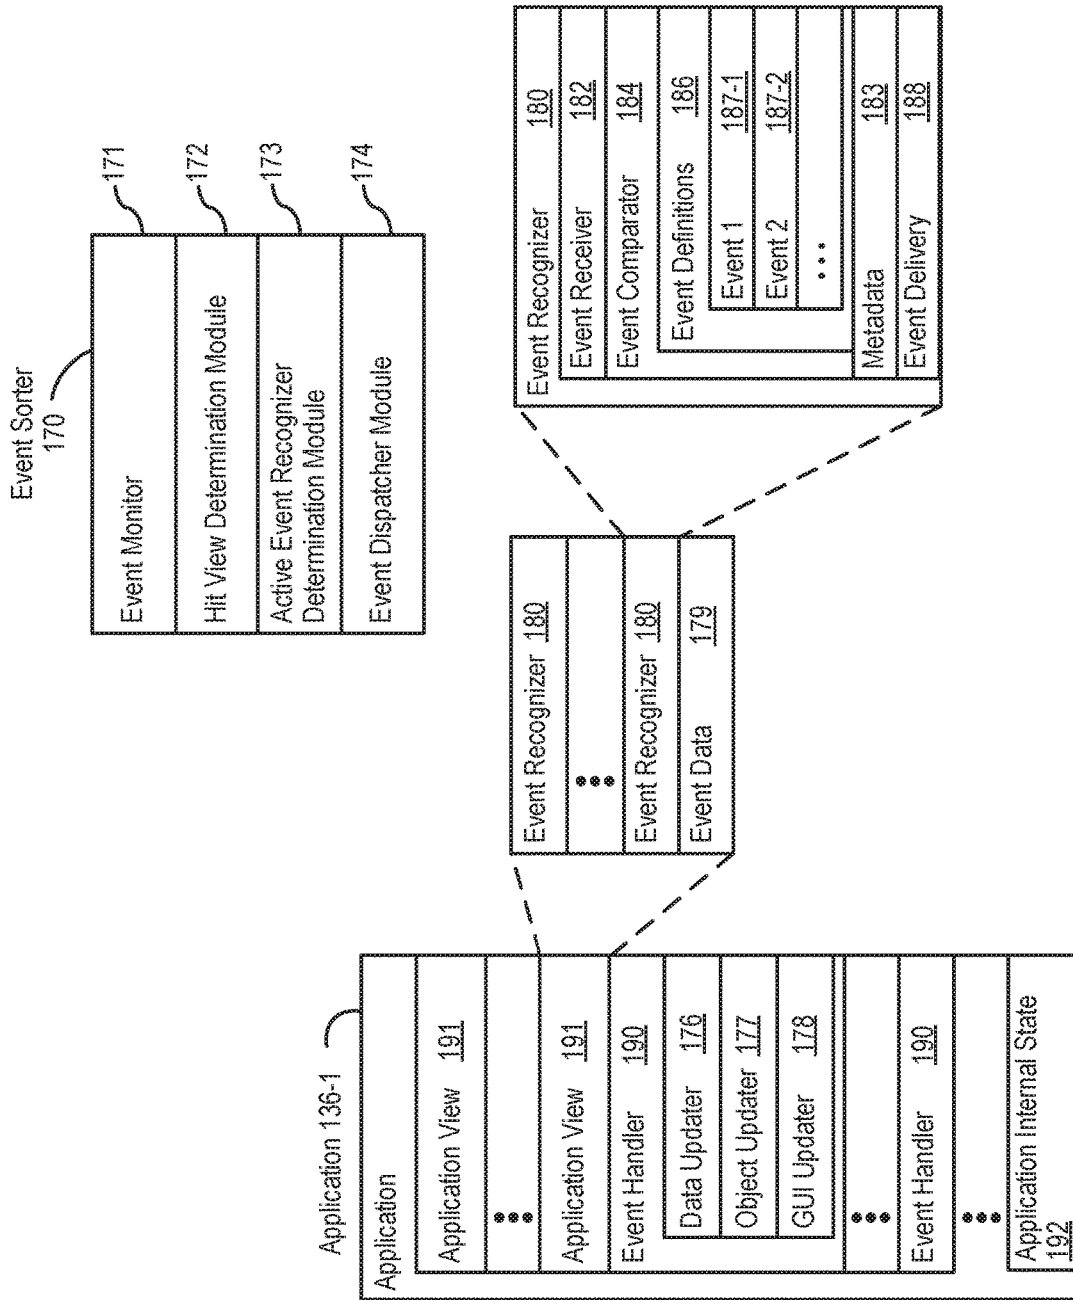 Event Sorter
170
Event Monitor
171
Hit View Determination Module
172
Active Event Recognizer
Determination Module
173
Event Dispatcher Module
174
Application 136-1
Application
Application View 191
•••
Application View 191
Event Handler 190
Data Updater 176
Object Updater 177
GUI Updater 178
•••
Event Handler 190
•••
Application Internal State
192
Event Recognizer 180
•••
Event Recognizer 180
Event Data 179
Event Recognizer 180
Event Receiver 182
Event Comparator 184
Event Definitions 186
Event 1 187-1
Event 2 187-2
•••
Metadata 183
Event Delivery 188